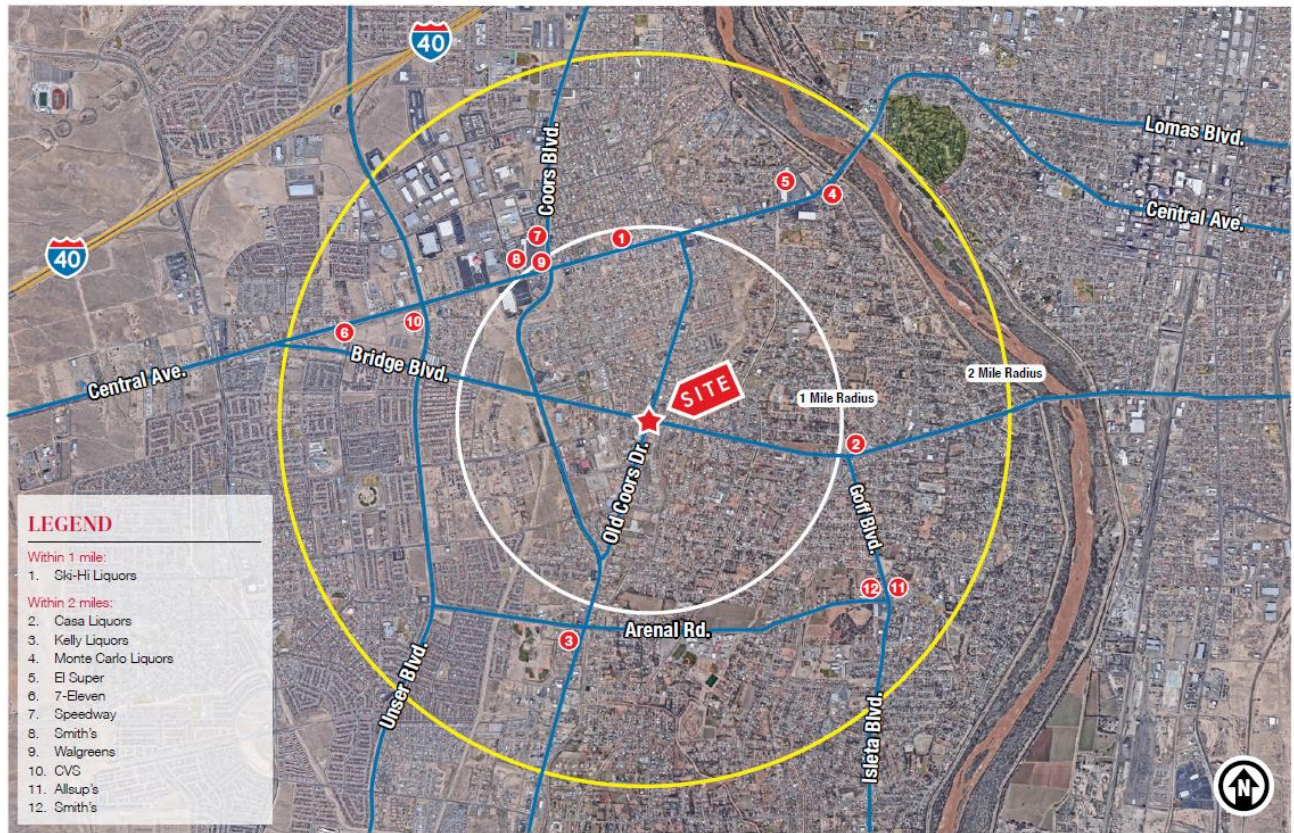 40
40
Coors Blvd.
Lomas Blvd.
Central Ave.
5
4
7
1
8
9
6
10
Central Ave.
Bridge Blvd.
SITE
2 Mile Radius
1 Mile Radius
2
Old Coors Dr.
Goff Blvd.
12
11
Arenal Rd.
3
Unser Blvd.
Isleta Blvd.
LEGEND
Within 1 mile:
1. Ski-Hi Liquors
Within 2 miles:
2. Casa Liquors
3. Kelly Liquors
4. Monte Carlo Liquors
5. El Super
6. 7-Eleven
7. Speedway
8. Smith's
9. Walgreens
10. CVS
11. Allsup's
12. Smith's
N